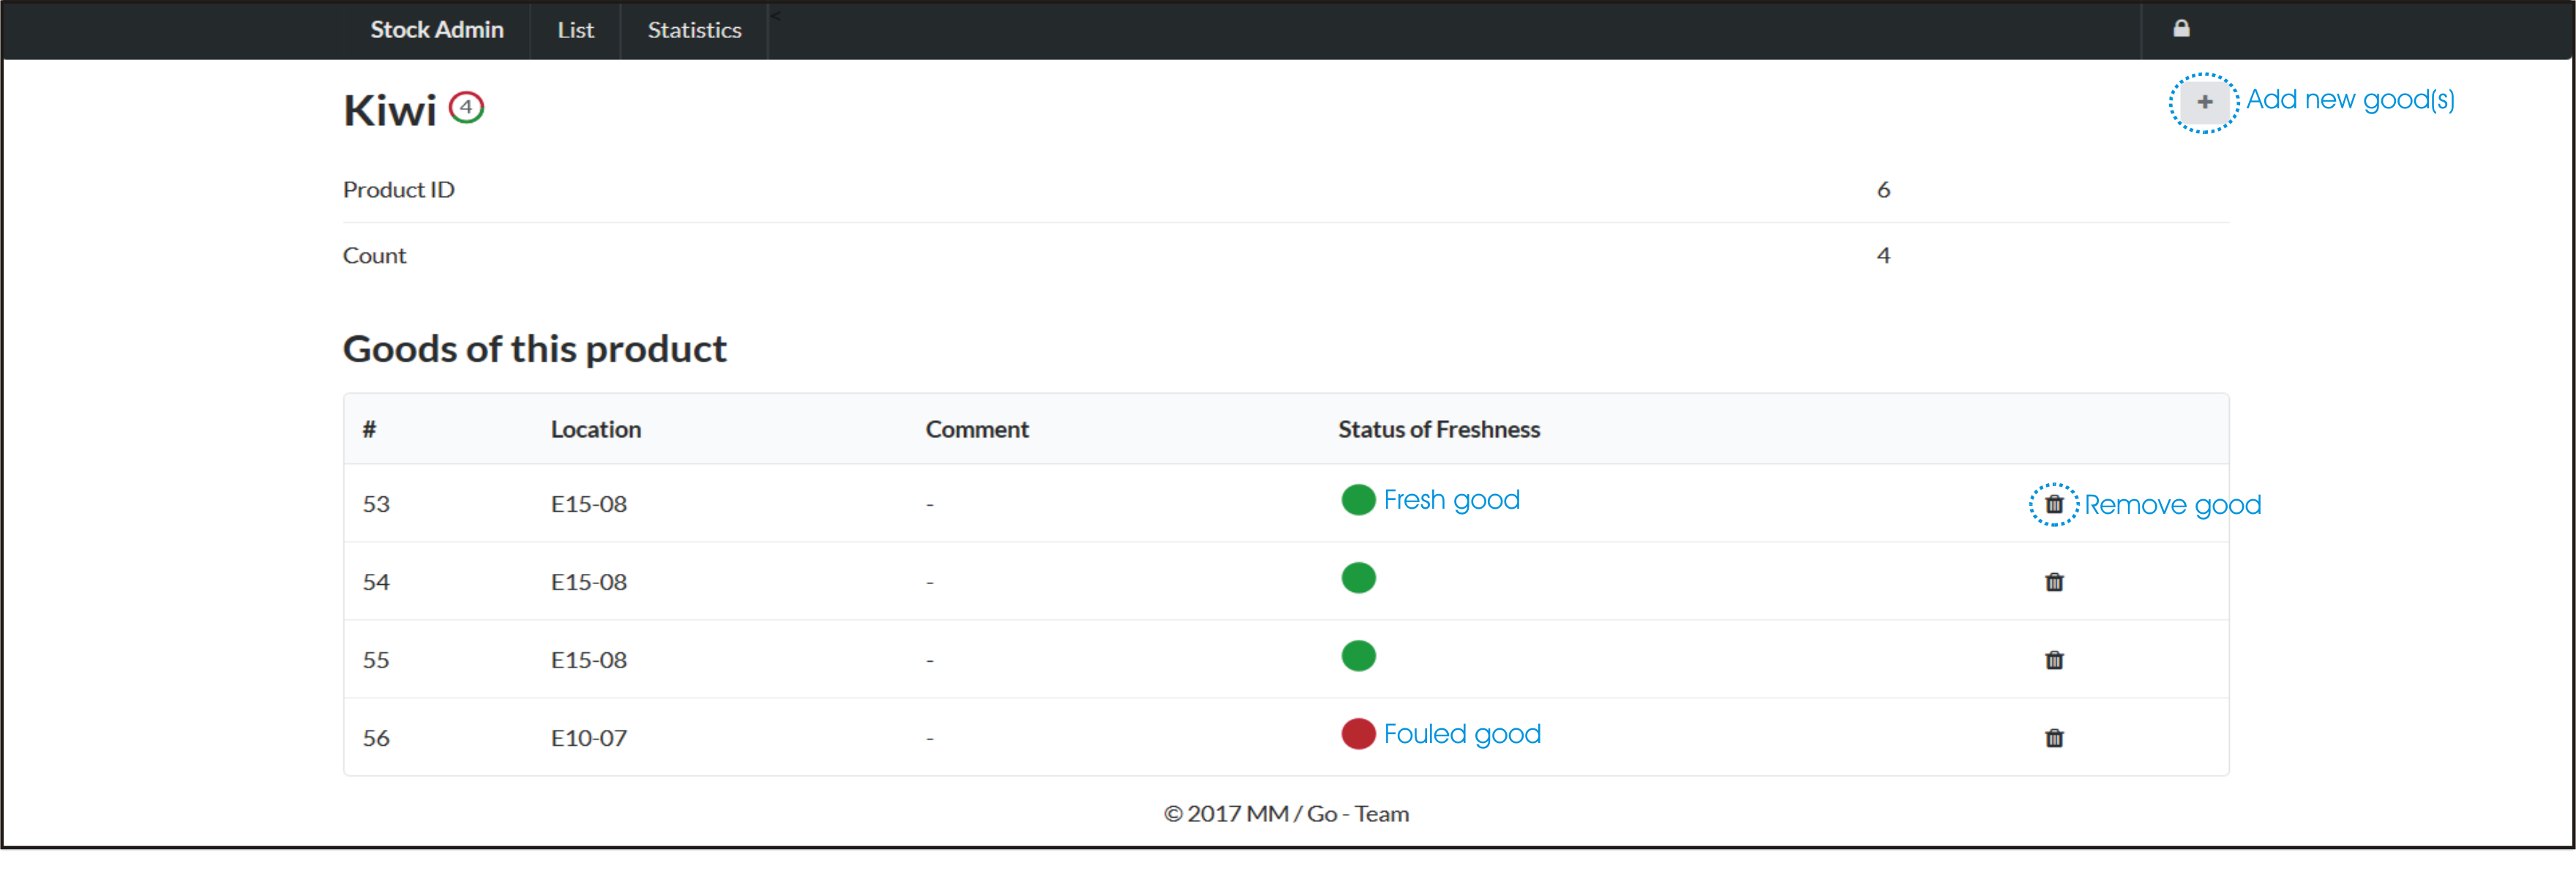 Stock Admin List Statistics <
Kiwi 4 + Add new good(s)
Product ID 6
Count 4
Goods of this product
# Location Comment Status of Freshness
53 E15-08 - Fresh good Remove good
54 E15-08 -
55 E15-08 -
56 E10-07 - Fouled good
© 2017 MM / Go - Team